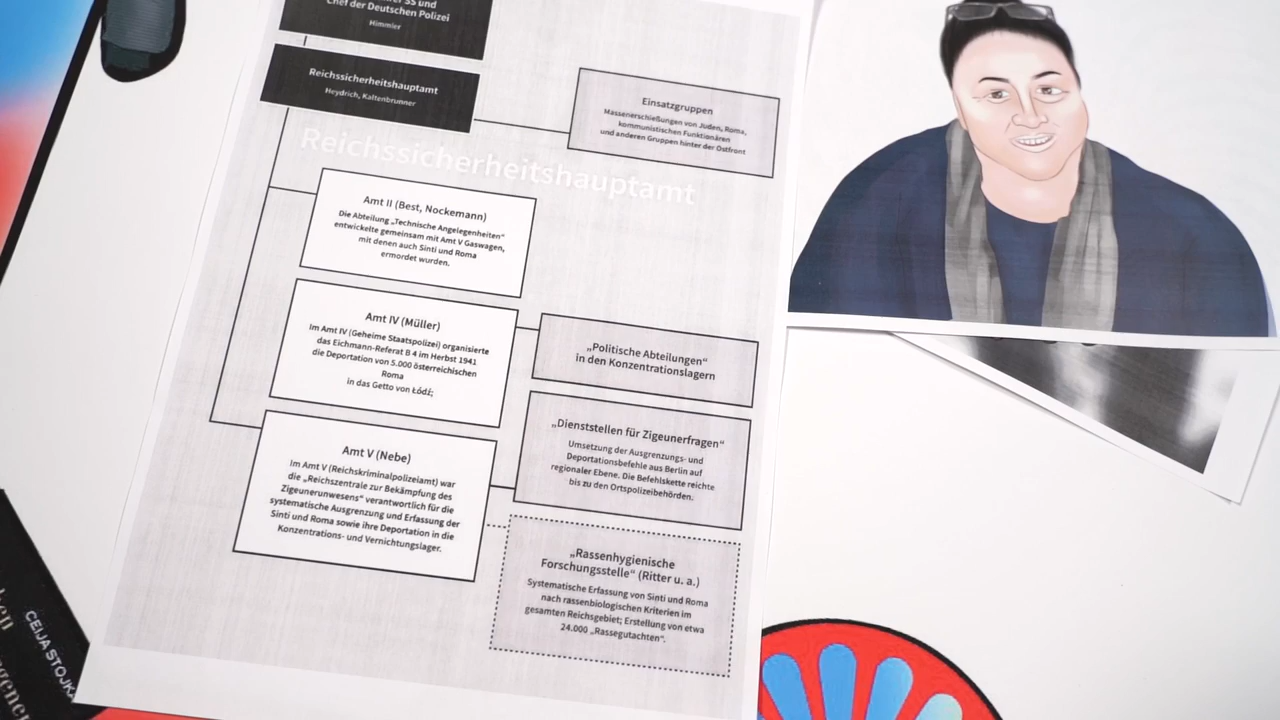 SS und
Chef der Deutschen Polizei
Himmler
Reichssicherheitshauptamt
Heydrich, Kaltenbrunner
Einsatzgruppen
Massenerschießungen von Juden, Roma,
kommunistischen Funktionären
und anderen Gruppen hinter der Ostfront
Reichssicherheitshauptamt
Amt II (Best, Nockemann)
Die Abteilung „Technische Angelegenheiten“
entwickelte gemeinsam mit Amt V Gaswagen,
mit denen auch Sinti und Roma
ermordet wurden.
Amt IV (Müller)
Im Amt IV (Geheime Staatspolizei) organisierte
das Eichmann-Referat B 4 im Herbst 1941
die Deportation von 5.000 österreichischen
Roma
in das Getto von Łódź;
„Politische Abteilungen“
in den Konzentrationslagern
Amt V (Nebe)
Im Amt V (Reichskriminalpolizeiamt) war
die „Reichszentrale zur Bekämpfung des
Zigeunerunwesens“ verantwortlich für die
systematische Ausgrenzung und Erfassung der
Sinti und Roma sowie ihre Deportation in die
Konzentrations- und Vernichtungslager.
„Dienststellen für Zigeunerfragen“
Umsetzung der Ausgrenzungs- und
Deportationsbefehle aus Berlin auf
regionaler Ebene. Die Befehlskette reichte
bis zu den Ortspolizeibehörden.
„Rassenhygienische
Forschungsstelle“ (Ritter u. a.)
Systematische Erfassung von Sinti und Roma
nach rassenbiologischen Kriterien im
gesamten Reichsgebiet; Erstellung von etwa
24.000 „Rassegutachten“.
CEIJA STOJKA